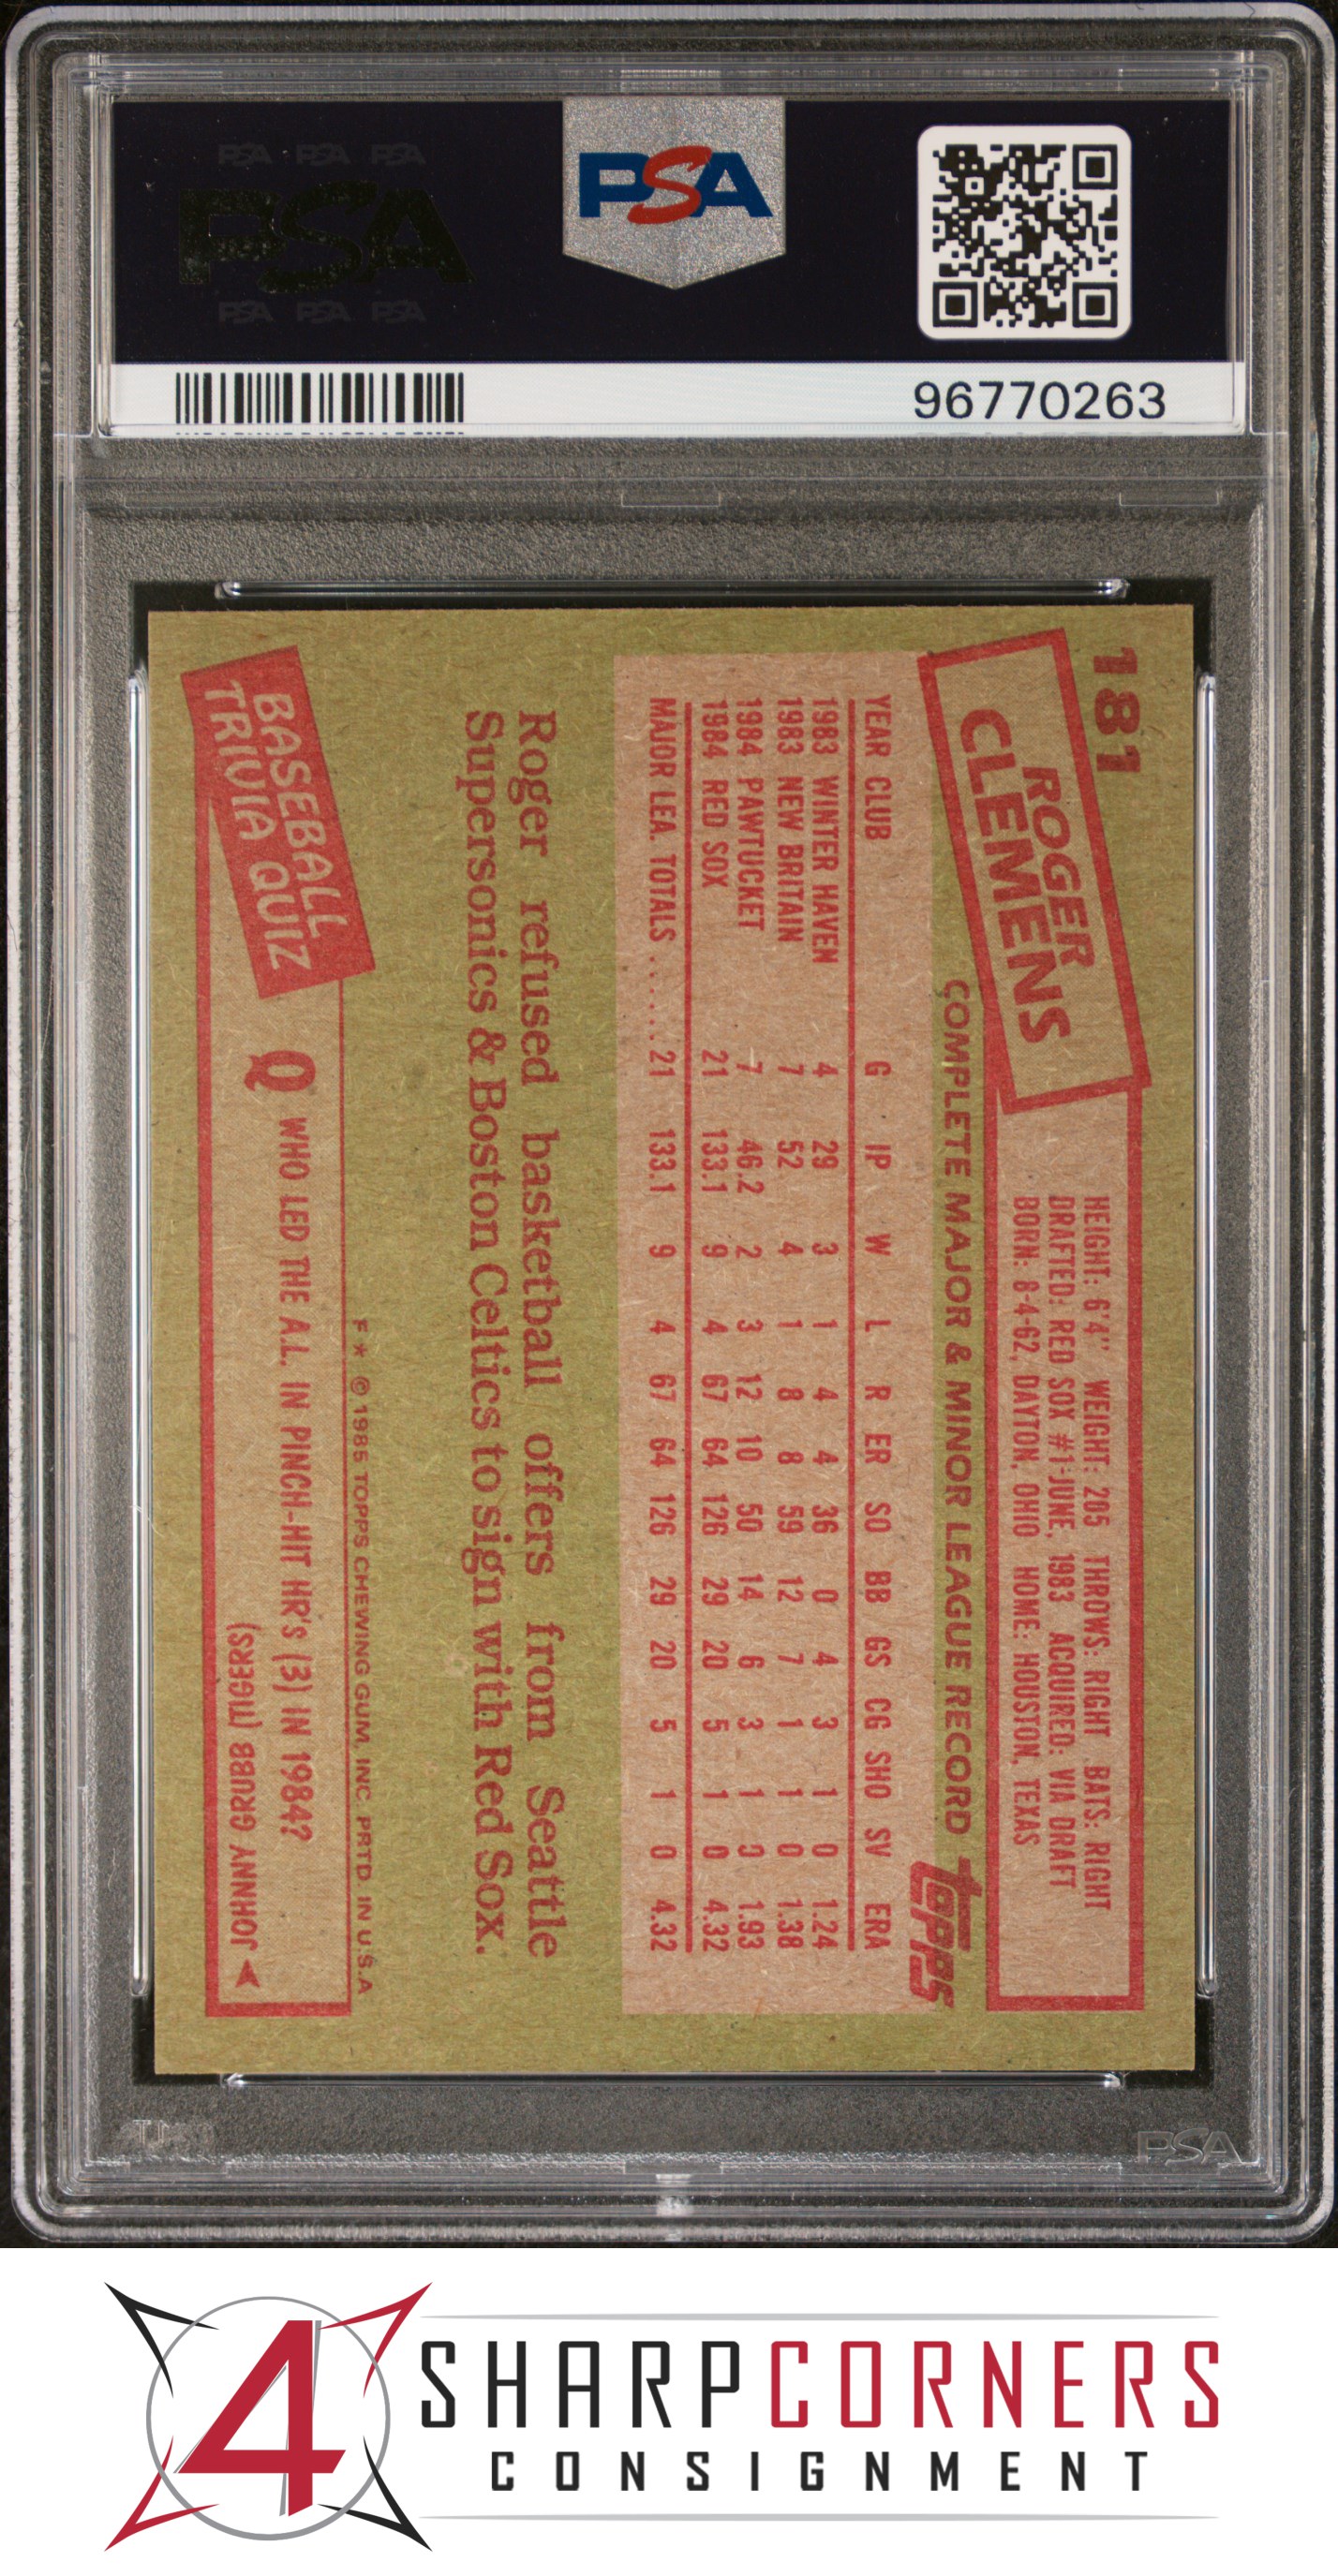 PSA PSA PSA
PSA
PSA PSA PSA
PSA
96770263
181
ROGER
CLEMENS
HEIGHT: 6'4" WEIGHT: 205 THROWS: RIGHT BATS: RIGHT
DRAFTED: RED SOX #1-JUNE, 1983 ACQUIRED: VIA DRAFT
BORN: 8-4-62, DAYTON, OHIO HOME: HOUSTON, TEXAS
COMPLETE MAJOR & MINOR LEAGUE RECORD
topps
YEAR CLUB G IP W L R ER SO BB GS CG SHO SV ERA
1983 WINTER HAVEN 4 29 3 1 4 4 36 0 4 3 1 0 1.24
1983 NEW BRITAIN 7 52 4 1 8 8 59 12 7 1 1 0 1.38
1984 PAWTUCKET 7 46.2 2 3 12 10 50 14 6 3 1 0 1.93
1984 RED SOX 21 133.1 9 4 67 64 126 29 20 5 1 0 4.32
MAJOR LEA. TOTALS ...... 21 133.1 9 4 67 64 126 29 20 5 1 0 4.32
Roger refused basketball offers from Seattle
Supersonics & Boston Celtics to sign with Red Sox.
F★ © 1985 TOPPS CHEWING GUM, INC. PRTD. IN U.S.A
BASEBALL
TRIVIA QUIZ
Q WHO LED THE A.L. IN PINCH-HIT HR's (3) IN 1984?
JOHNNY GRUBB (TIGERS)
PSA
4
SHARPCORNERS
CONSIGNMENT